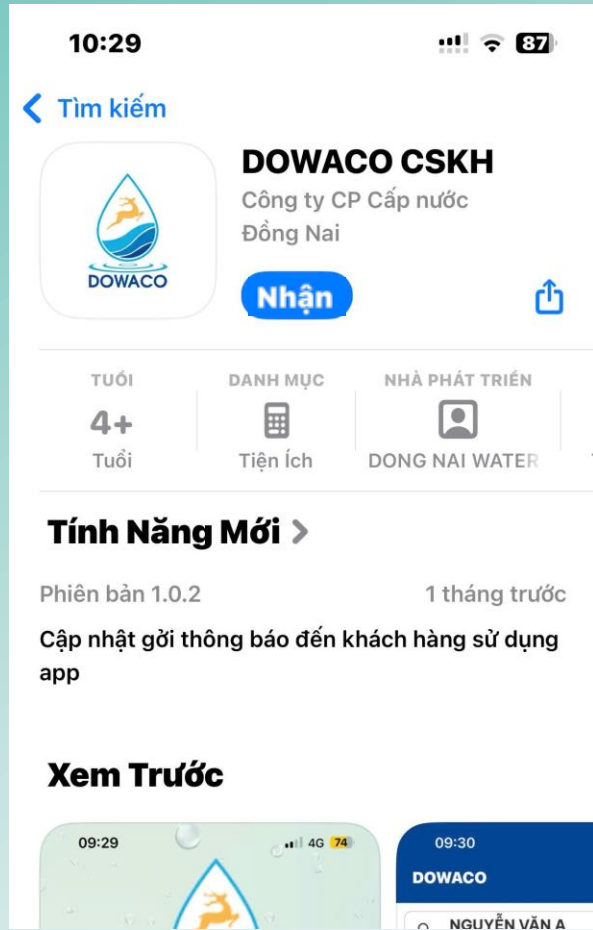 10:29
87
Tìm kiếm
DOWACO
DOWACO CSKH
Công ty CP Cấp nước
Đồng Nai
Nhận
TUỔI
4+
Tuổi
DANH MỤC
Tiện Ích
NHÀ PHÁT TRIỂN
DONG NAI WATER
Tính Năng Mới
Phiên bản 1.0.2
1 tháng trước
Cập nhật gởi thông báo đến khách hàng sử dụng
app
Xem Trước
09:29
4G 74
09:30
DOWACO
NGUYỄN VĂN A